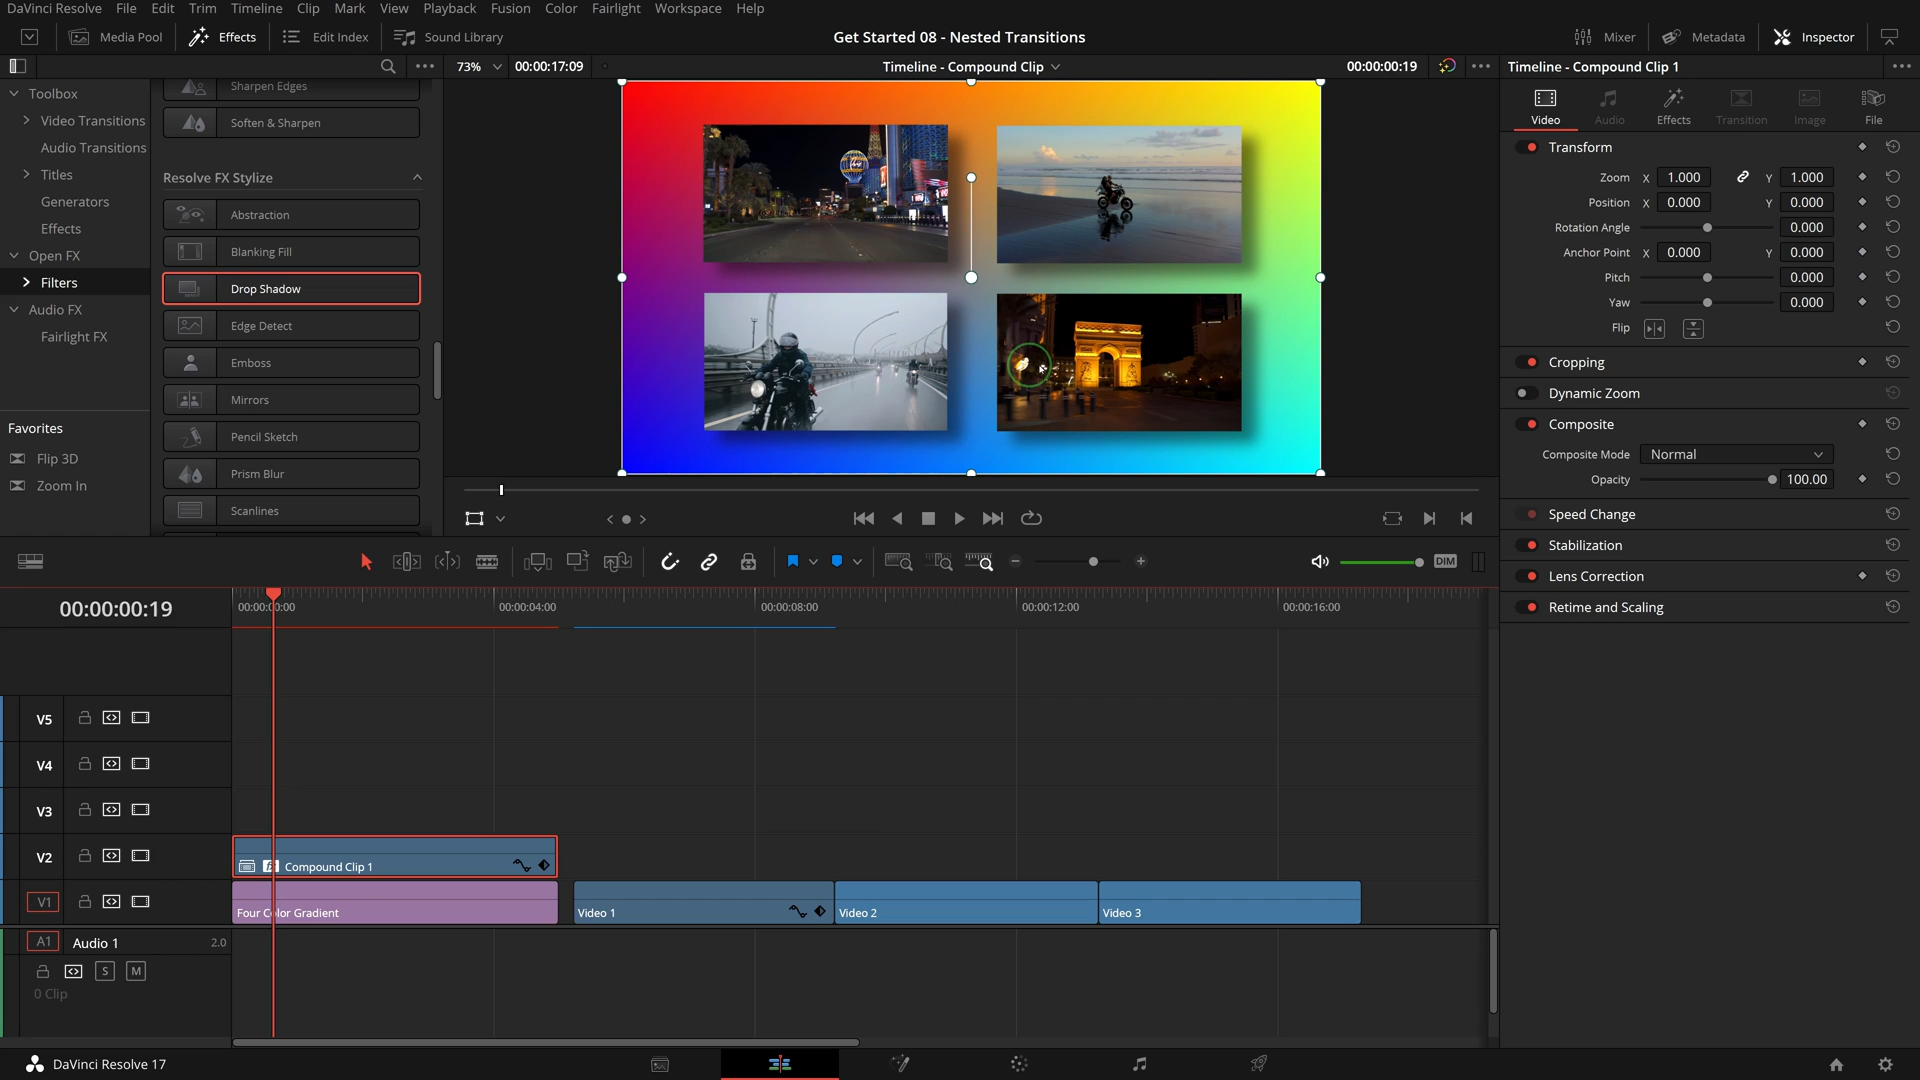 DaVinci Resolve File Edit Trim Timeline Clip Mark View Playback Fusion Color Fairlight Workspace Help
Media Pool Effects Edit Index Sound Library Get Started 08 - Nested Transitions Mixer Metadata Inspector
73% 00:00:17:09 Timeline - Compound Clip 00:00:00:19 Timeline - Compound Clip 1
Toolbox
Video Transitions
Audio Transitions
Titles
Generators
Effects
Open FX
Filters
Audio FX
Fairlight FX
Favorites
Flip 3D
Zoom In
Sharpen Edges
Soften & Sharpen
Resolve FX Stylize
Abstraction
Blanking Fill
Drop Shadow
Edge Detect
Emboss
Mirrors
Pencil Sketch
Prism Blur
Scanlines
Video Audio Effects Transition Image File
Transform
Zoom X 1.000 Y 1.000
Position X 0.000 Y 0.000
Rotation Angle 0.000
Anchor Point X 0.000 Y 0.000
Pitch 0.000
Yaw 0.000
Flip
Cropping
Dynamic Zoom
Composite
Composite Mode Normal
Opacity 100.00
Speed Change
Stabilization
Lens Correction
Retime and Scaling
DIM
00:00:00:19 00:00:00:00 00:00:04:00 00:00:08:00 00:00:12:00 00:00:16:00
V5
V4
V3
V2 Compound Clip 1
V1 Four Color Gradient Video 1 Video 2 Video 3
A1 Audio 1 2.0
S M
0 Clip
DaVinci Resolve 17